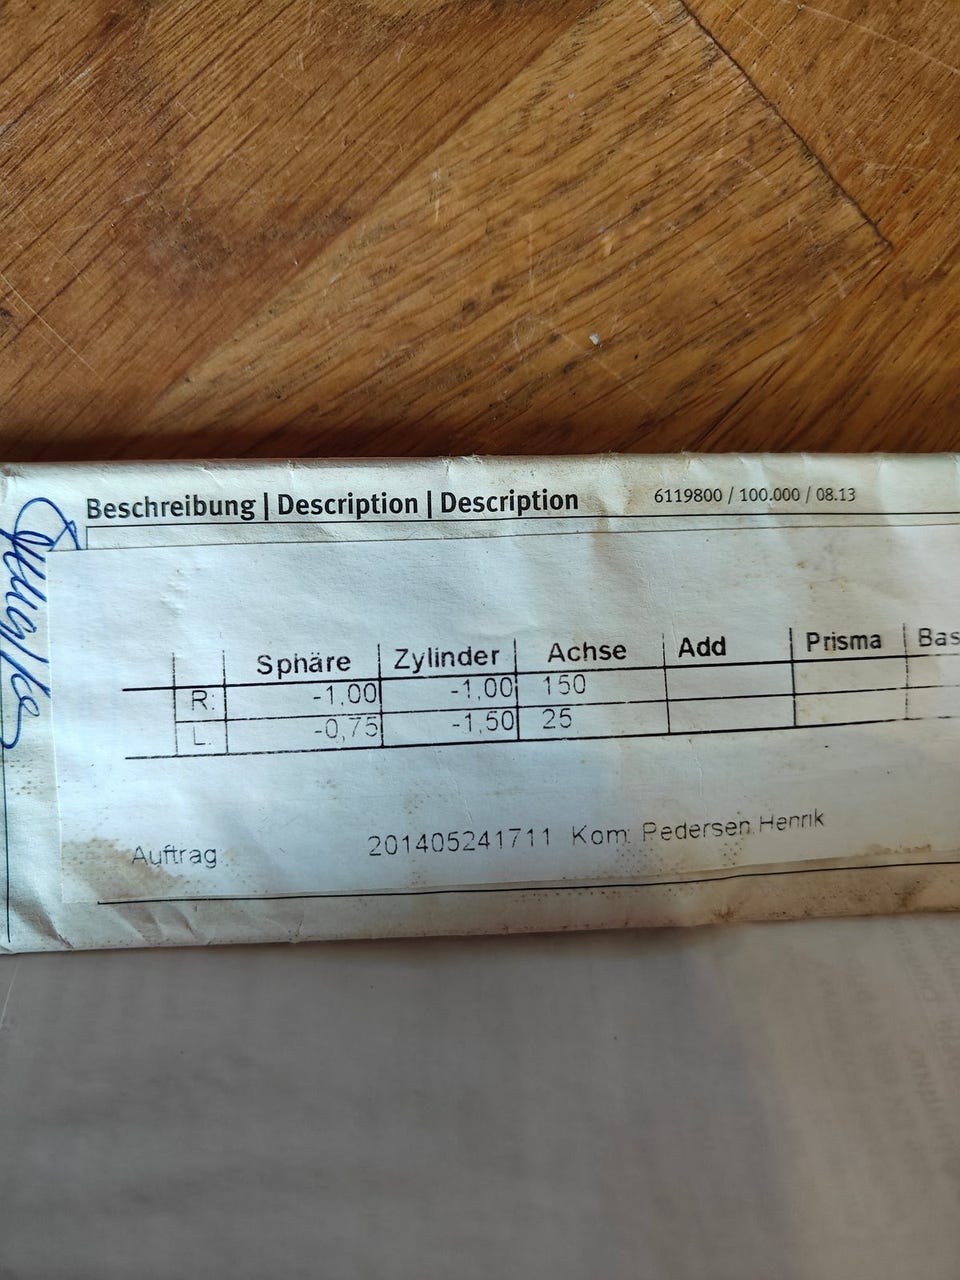 Beschreibung | Description | Description 6119800 / 100.000 / 08.13
Sphäre Zylinder Achse Add Prisma Bas
R: -1,00 -1,00 150
L: -0,75 -1,50 25
Auftrag 201405241711 Kom: Pedersen Henrik